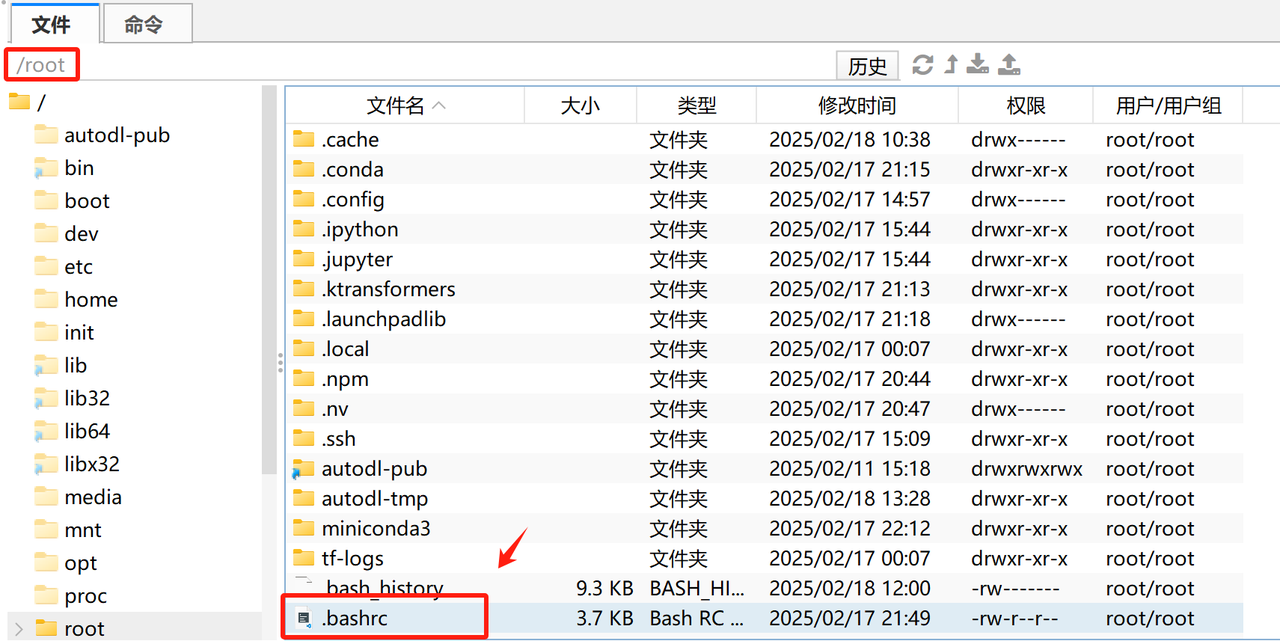 文件 命令
/root 历史
/
autodl-pub
bin
boot
dev
etc
home
init
lib
lib32
lib64
libx32
media
mnt
opt
proc
root
文件名 大小 类型 修改时间 权限 用户/用户组
.cache 文件夹 2025/02/18 10:38 drwx------ root/root
.conda 文件夹 2025/02/17 21:15 drwxr-xr-x root/root
.config 文件夹 2025/02/17 14:57 drwx------ root/root
.ipython 文件夹 2025/02/17 15:44 drwxr-xr-x root/root
.jupyter 文件夹 2025/02/17 15:44 drwxr-xr-x root/root
.ktransformers 文件夹 2025/02/17 21:13 drwxr-xr-x root/root
.launchpadlib 文件夹 2025/02/17 21:18 drwx------ root/root
.local 文件夹 2025/02/17 00:07 drwxr-xr-x root/root
.npm 文件夹 2025/02/17 20:44 drwxr-xr-x root/root
.nv 文件夹 2025/02/17 20:47 drwx------ root/root
.ssh 文件夹 2025/02/17 15:09 drwxr-xr-x root/root
autodl-pub 文件夹 2025/02/11 15:18 drwxrwxrwx root/root
autodl-tmp 文件夹 2025/02/18 13:28 drwxr-xr-x root/root
miniconda3 文件夹 2025/02/17 22:12 drwxr-xr-x root/root
tf-logs 文件夹 2025/02/17 00:07 drwxr-xr-x root/root
.bash_history 9.3 KB BASH_HI... 2025/02/18 12:00 -rw------- root/root
.bashrc 3.7 KB Bash RC ... 2025/02/17 21:49 -rw-r--r-- root/root